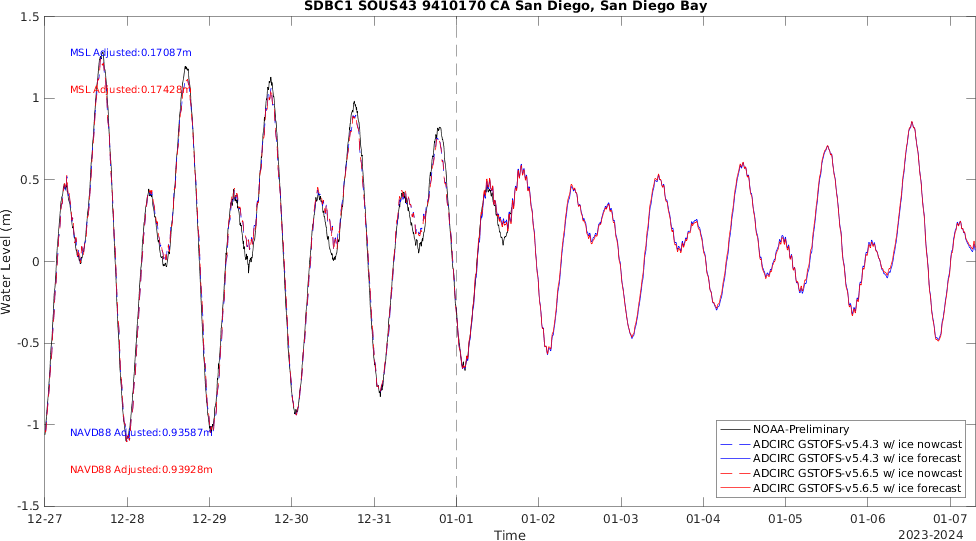 SDBC1 SOUS43 9410170 CA San Diego, San Diego Bay
1.5
1
0.5
0
-0.5
-1
-1.5
Water Level (m)
MSL Adjusted:0.17087m
MSL Adjusted:0.17428m
NAVD88 Adjusted:0.93587m
NAVD88 Adjusted:0.93928m
NOAA-Preliminary
ADCIRC GSTOFS-v5.4.3 w/ ice nowcast
ADCIRC GSTOFS-v5.4.3 w/ ice forecast
ADCIRC GSTOFS-v5.6.5 w/ ice nowcast
ADCIRC GSTOFS-v5.6.5 w/ ice forecast
12-27 12-28 12-29 12-30 12-31 01-01 01-02 01-03 01-04 01-05 01-06 01-07
Time
2023-2024